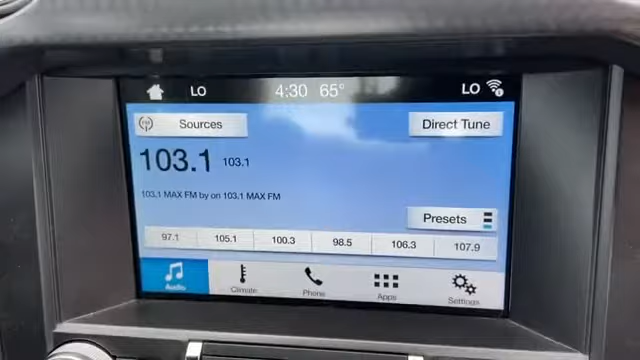 LO 4:30 65° LO
FM Sources Direct Tune
103.1 103.1
103.1 MAX FM by on 103.1 MAX FM
Presets
97.1 105.1 100.3 98.5 106.3 107.9
Audio Climate Phone Apps Settings